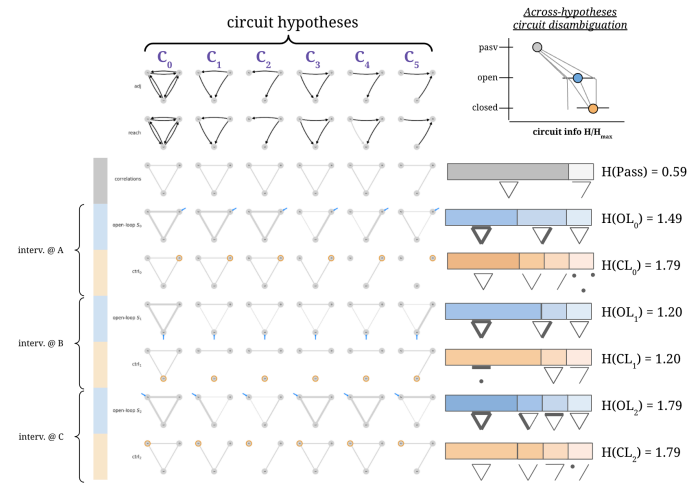 circuit hypotheses
C0 C1 C2 C3 C4 C5
adj
reach
correlations
open loop S0
ctrl0
open-loop S1
ctrl1
open-loop S2
ctrl2
interv. @ A
interv. @ B
interv. @ C
Across-hypotheses
circuit disambiguation
pasv
open
closed
circuit info H/Hmax
H(Pass) = 0.59
H(OL0) = 1.49
H(CL0) = 1.79
H(OL1) = 1.20
H(CL1) = 1.20
H(OL2) = 1.79
H(CL2) = 1.79